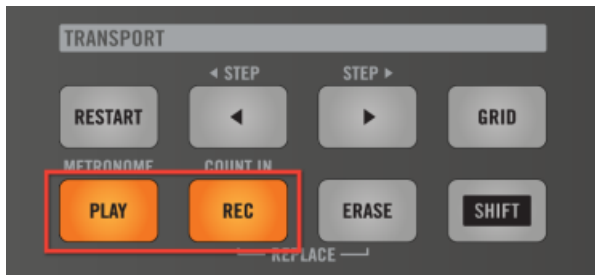 TRANSPORT
◄ STEP STEP ►
RESTART ◄ ► GRID
METRONOME COUNT IN
PLAY REC ERASE SHIFT
REPLACE